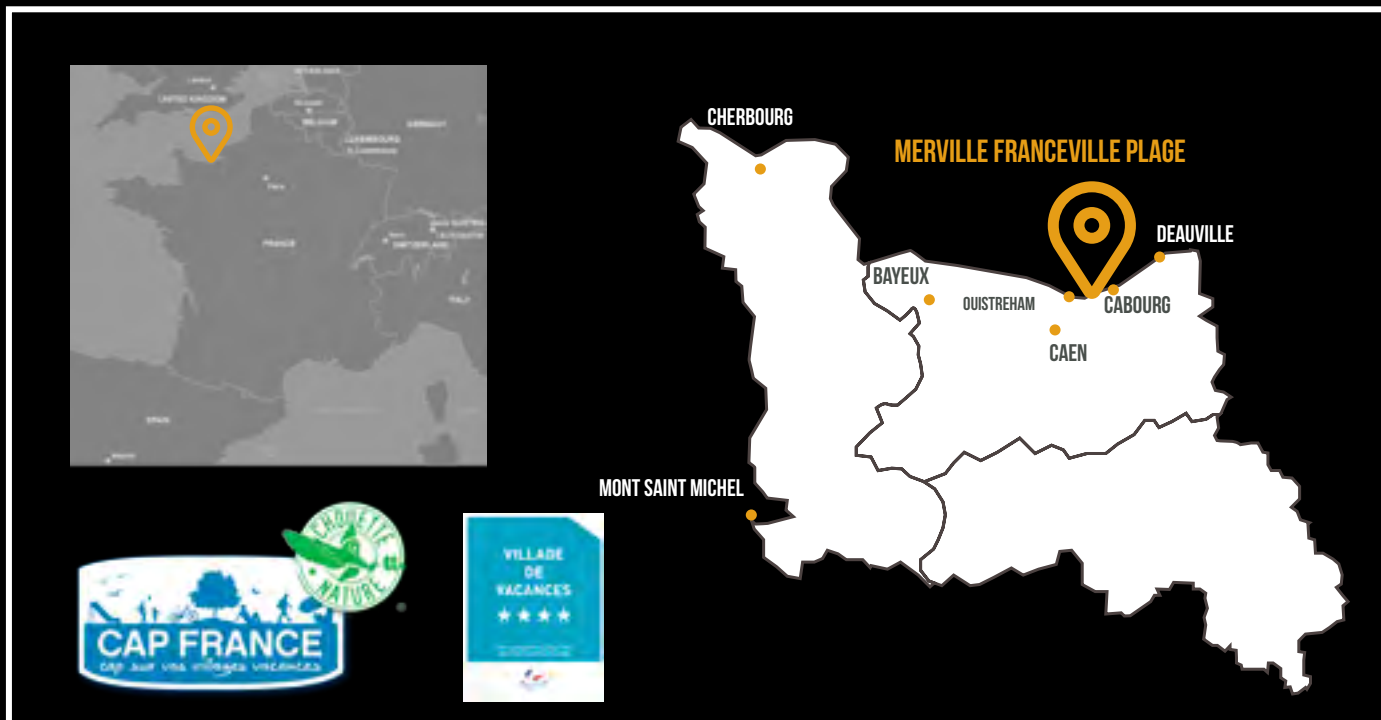 UNITED KINGDOM
BELGIUM
GERMANY
LUXEMBOURG
Paris
FRANCE
SWITZERLAND
ITALY
SPAIN
CHERBOURG
MERVILLE FRANCEVILLE PLAGE
DEAUVILLE
BAYEUX
OUISTREHAM
CABOURG
CAEN
MONT SAINT MICHEL
CHOUETTE
NATURE
CAP FRANCE
cap sur vos villages vacances
VILLAGE
DE
VACANCES
★★★★